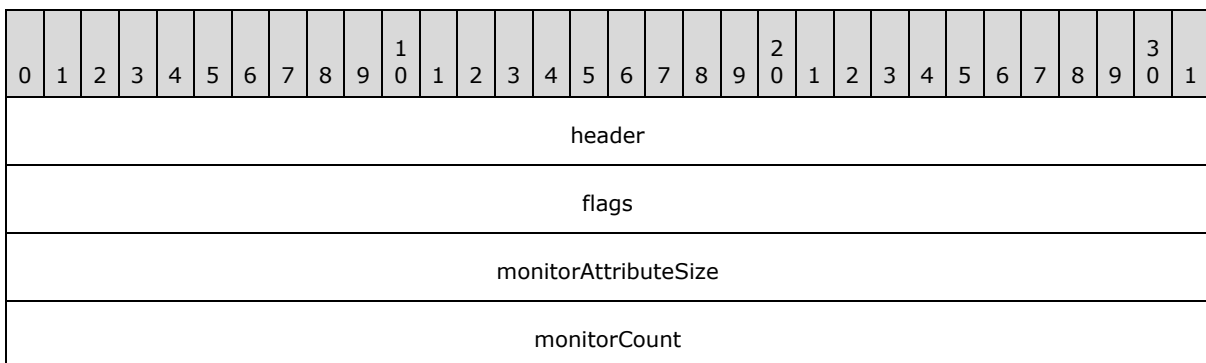 1 2 3
0 1 2 3 4 5 6 7 8 9 0 1 2 3 4 5 6 7 8 9 0 1 2 3 4 5 6 7 8 9 0 1
header
flags
monitorAttributeSize
monitorCount